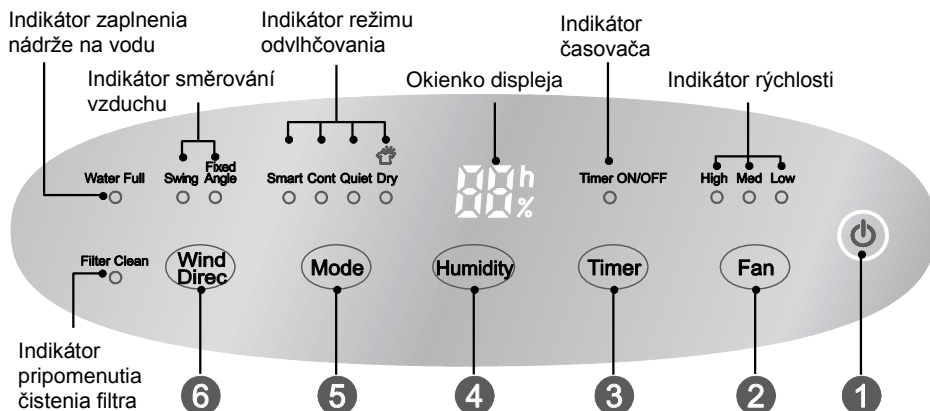 Indikátor zaplnenia
nádrže na vodu
Indikátor režimu
odvlhčovania
Indikátor
časovača
Indikátor směrování
vzduchu
Okienko displeja
Indikátor rýchlosti
Water Full
Swing
Fixed
Angle
Smart Cont Quiet Dry
88 h
%
Timer ON/OFF
High Med Low
Filter Clean
Wind
Direc
Mode
Humidity
Timer
Fan
Indikátor
pripomenutia
čistenia filtra
6
5
4
3
2
1